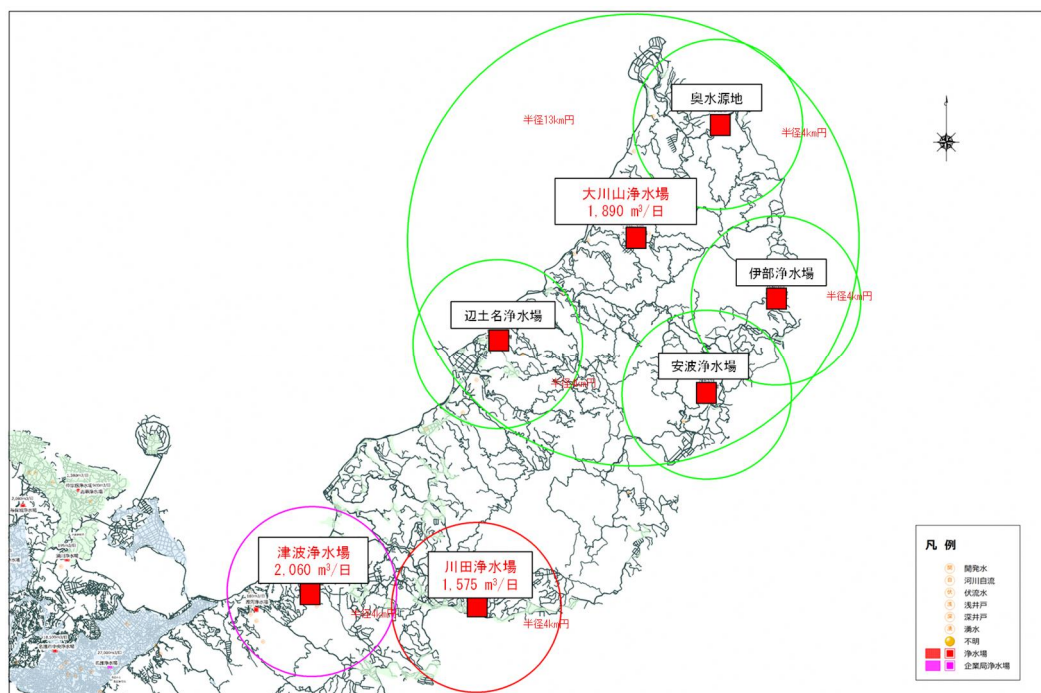 奥水源地
半径13km円
半径4km円
大川山浄水場
1,890 m³/日
伊部浄水場
半径4km円
辺土名浄水場
安波浄水場
半径4km円
津波浄水場
2,060 m³/日
川田浄水場
1,575 m³/日
半径4km円
半径4km円
凡 例
開発水
河川自流
伏流水
浅井戸
深井戸
湧水
不明
浄水場
企業局浄水場